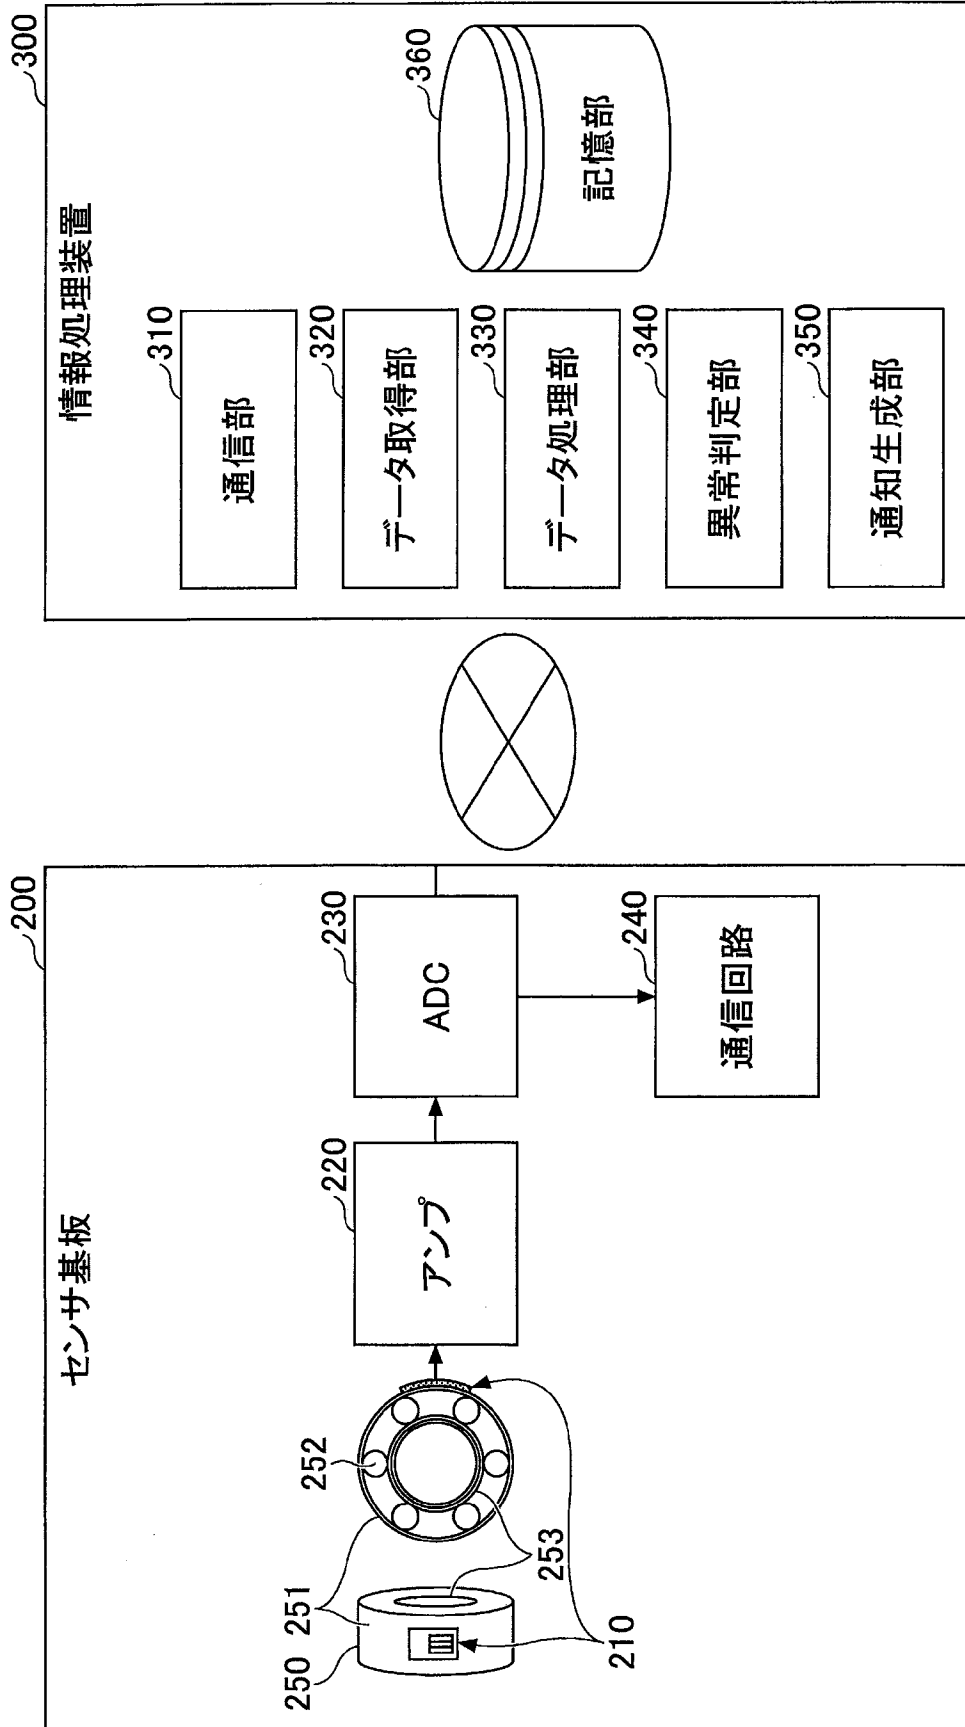 200
センサ基板
250
251
252
253
210
220
アンプ
230
ADC
240
通信回路
300
情報処理装置
310
通信部
320
データ取得部
330
データ処理部
340
異常判定部
350
通知生成部
360
記憶部